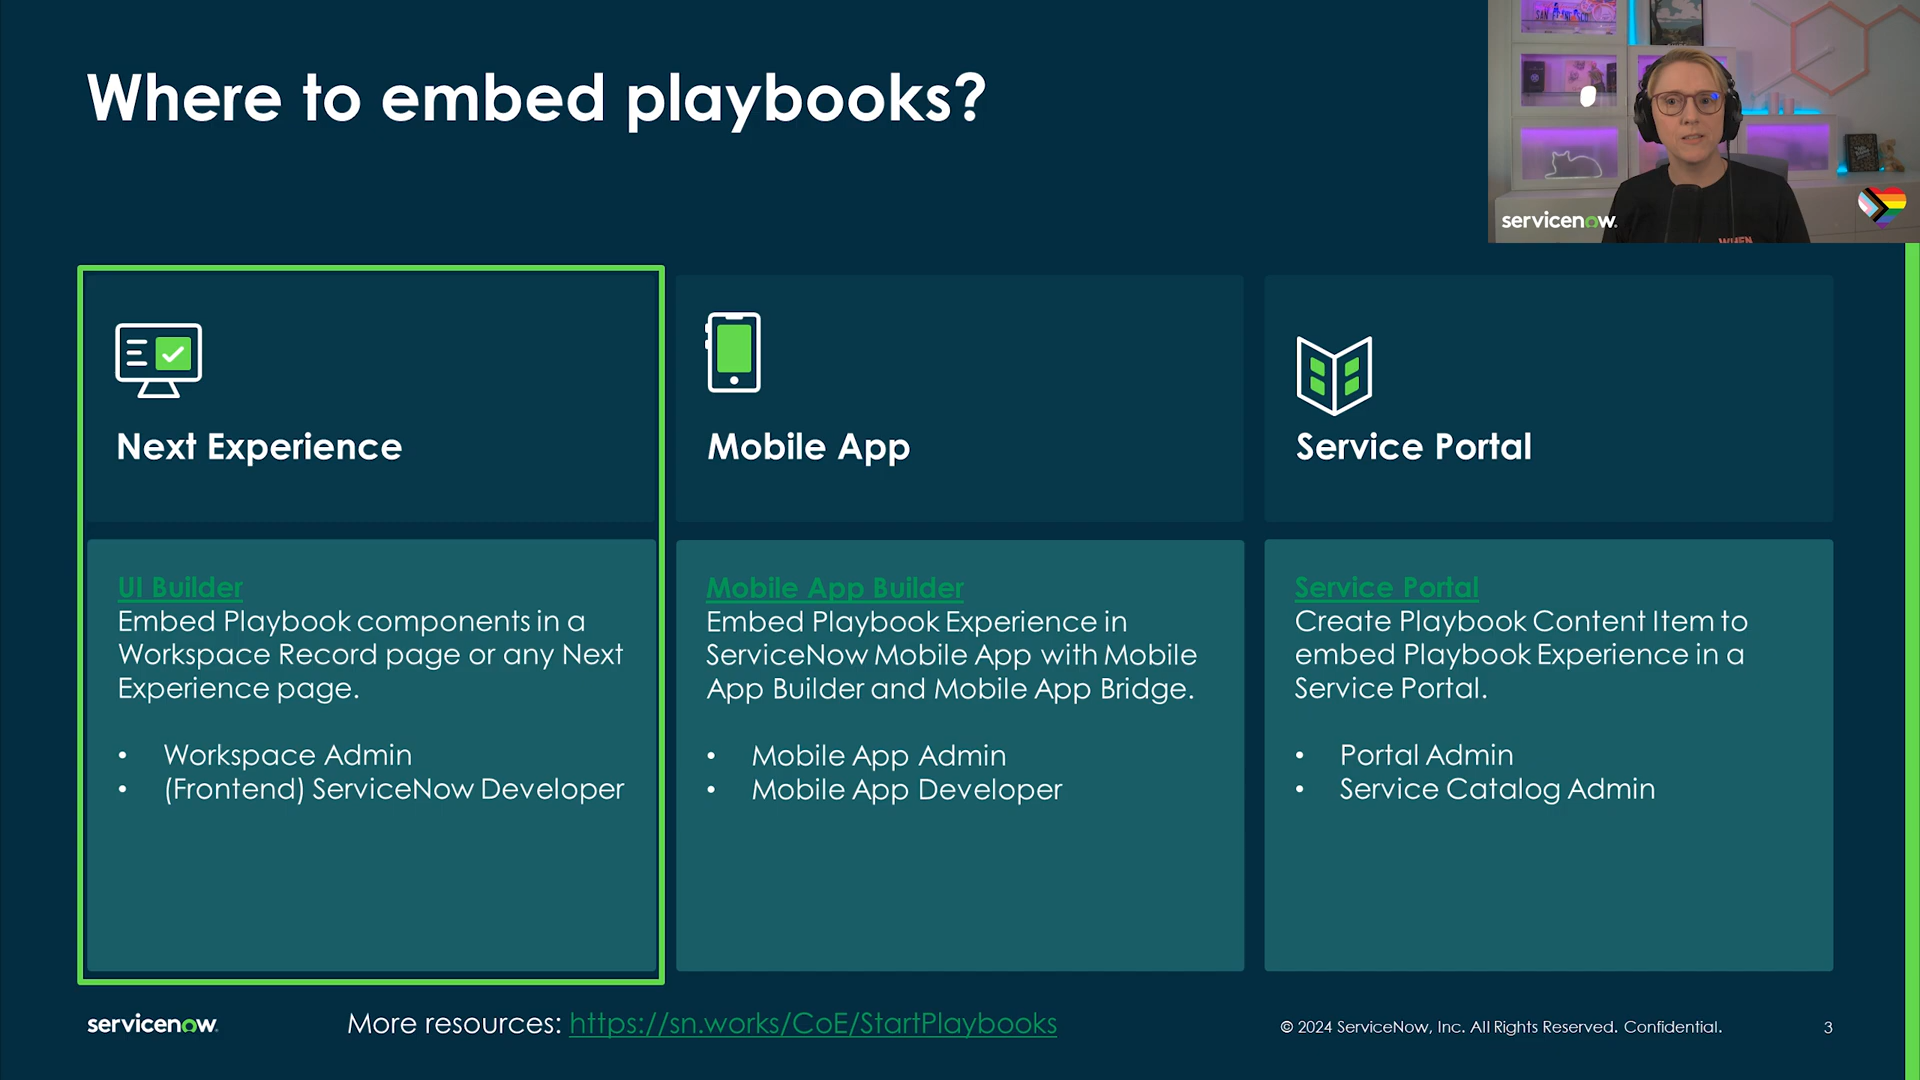 Where to embed playbooks?
SAN FRANCISCO
servicenow.
WHEN
Next Experience
Mobile App
Service Portal
UI Builder
Embed Playbook components in a
Workspace Record page or any Next
Experience page.
• Workspace Admin
• (Frontend) ServiceNow Developer
Mobile App Builder
Embed Playbook Experience in
ServiceNow Mobile App with Mobile
App Builder and Mobile App Bridge.
• Mobile App Admin
• Mobile App Developer
Service Portal
Create Playbook Content Item to
embed Playbook Experience in a
Service Portal.
• Portal Admin
• Service Catalog Admin
servicenow.
More resources: https://sn.works/CoE/StartPlaybooks
© 2024 ServiceNow, Inc. All Rights Reserved. Confidential.
3